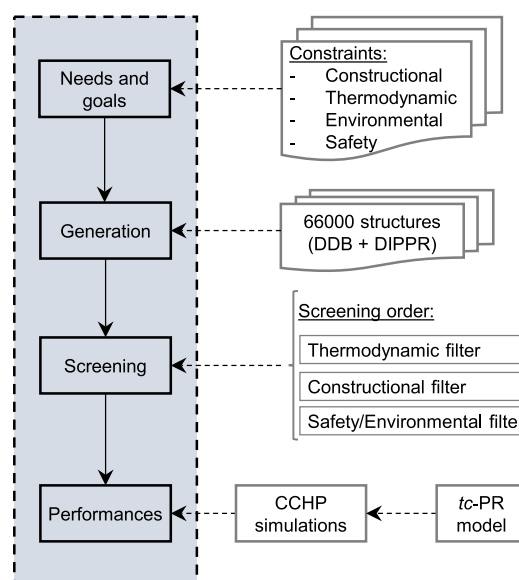 Needs and
goals
Constraints:
- Constructional
- Thermodynamic
- Environmental
- Safety
Generation
66000 structures
(DDB + DIPPR)
Screening
Screening order:
Thermodynamic filter
Constructional filter
Safety/Environmental filter
Performances
CCHP
simulations
tc-PR
model